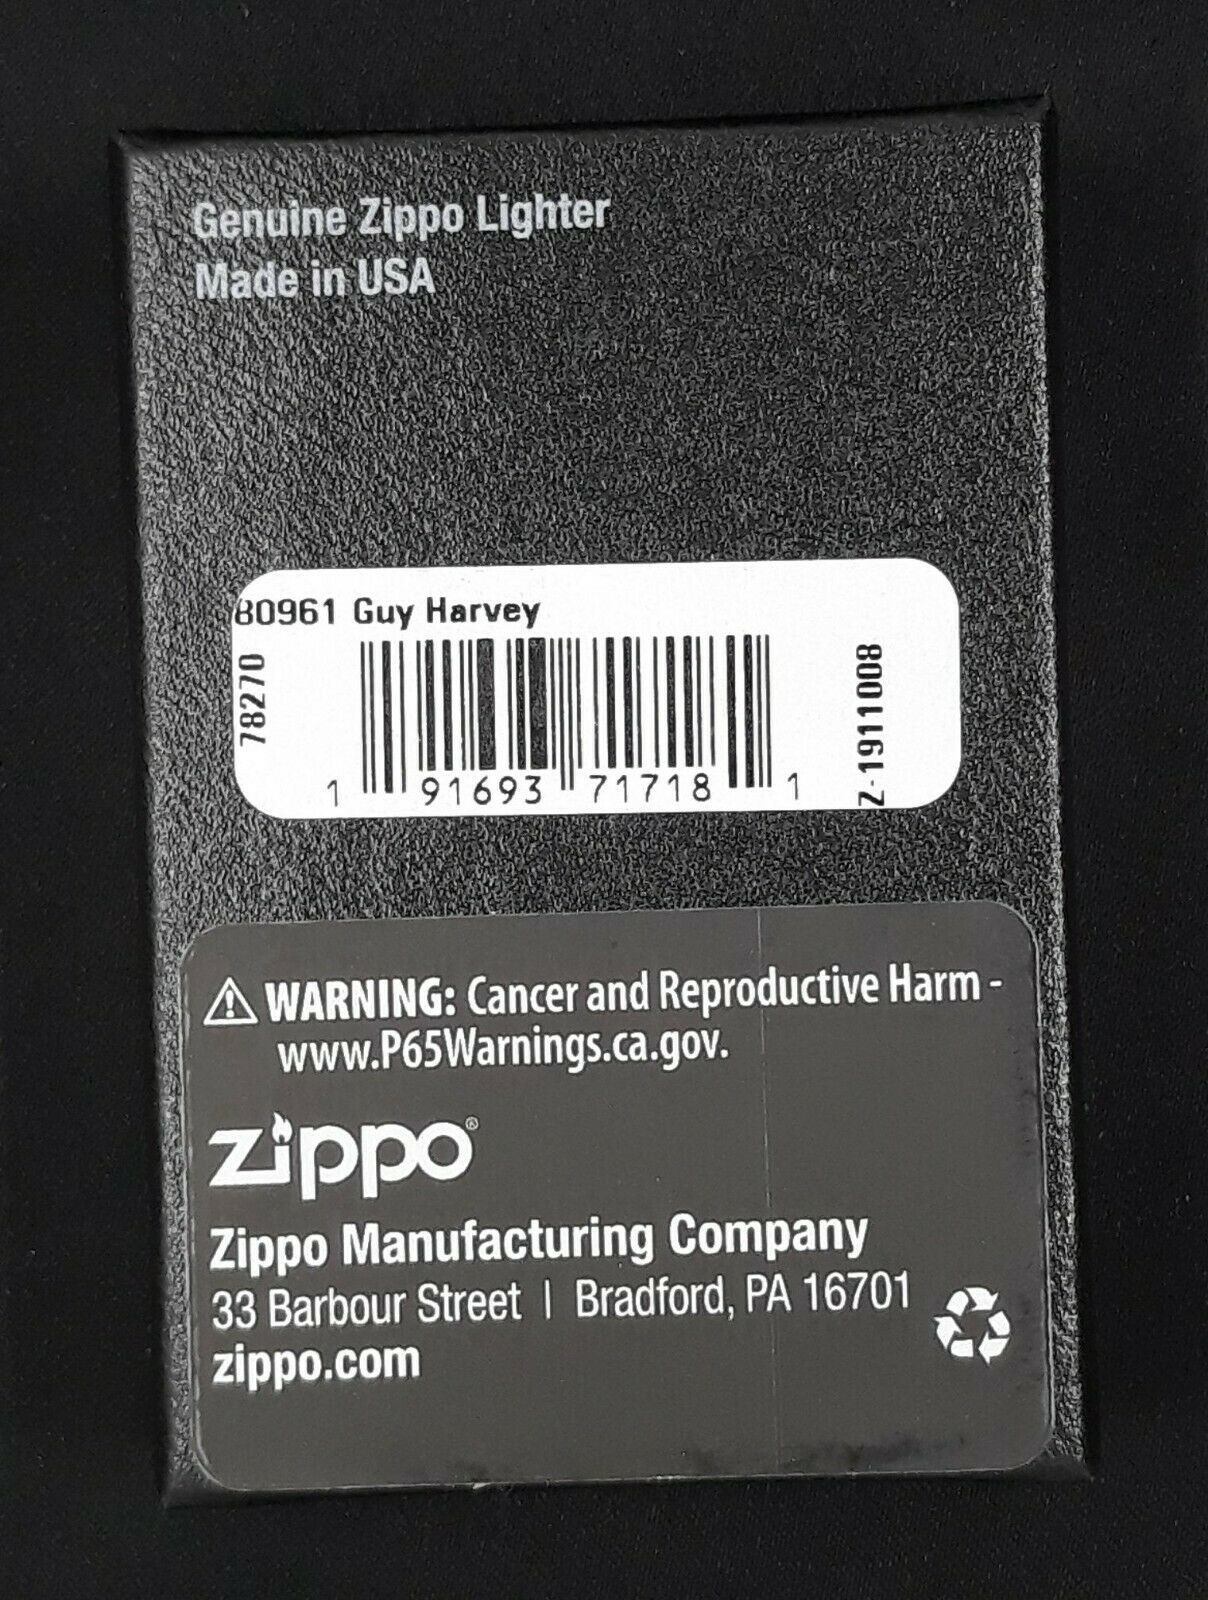 Genuine Zippo Lighter
Made in USA
80961 Guy Harvey
78270
1 91693 71718 1
Z-1911008
⚠ WARNING: Cancer and Reproductive Harm -
www.P65Warnings.ca.gov.
zippo®
Zippo Manufacturing Company
33 Barbour Street | Bradford, PA 16701
zippo.com